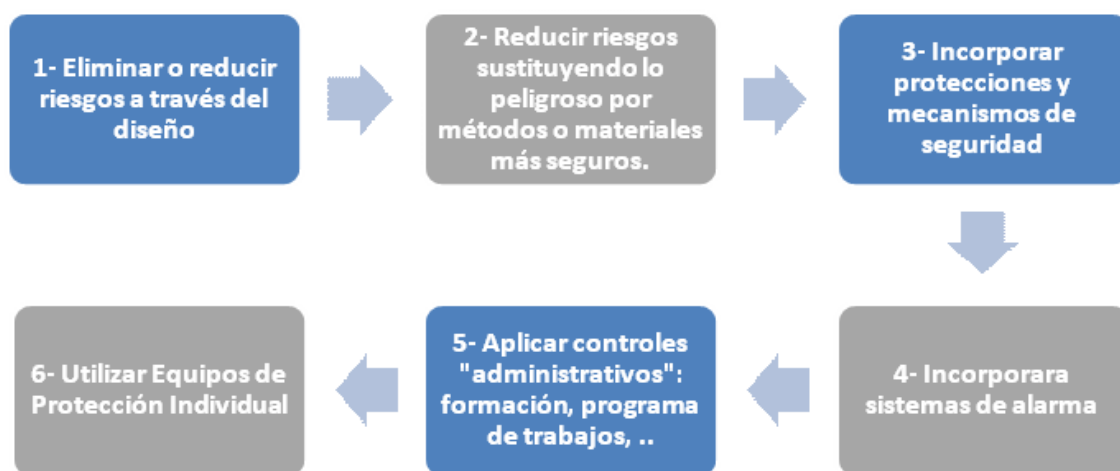 1- Eliminar o reducir
riesgos a través del
diseño
2- Reducir riesgos
sustituyendo lo
peligroso por
métodos o materiales
más seguros.
3- Incorporar
protecciones y
mecanismos de
seguridad
4- Incorporara
sistemas de alarma
5- Aplicar controles
"administrativos":
formación, programa
de trabajos, ..
6- Utilizar Equipos de
Protección Individual